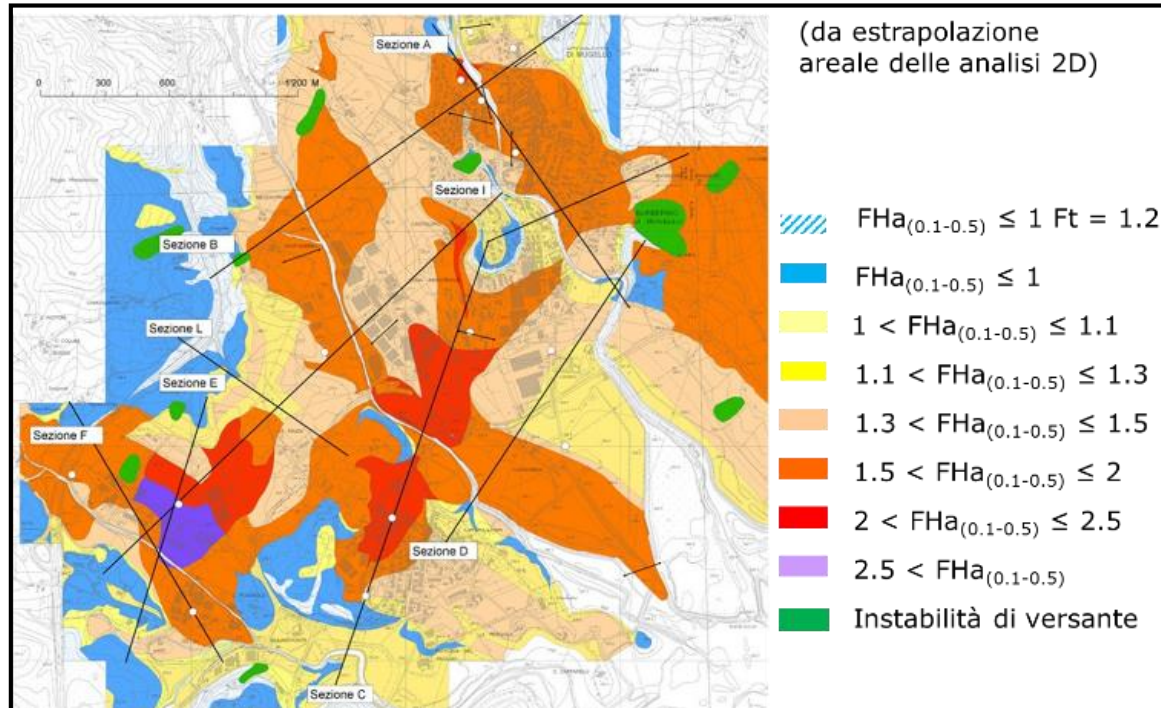 Sezione A
DI MUGELLO
0 600 1'200 M
Sezione I
Sezione B
Sezione L
Sezione E
Sezione F
Sezione D
Sezione C
(da estrapolazione
areale delle analisi 2D)
FHa(0.1-0.5) ≤ 1 Ft = 1.2
FHa(0.1-0.5) ≤ 1
1 < FHa(0.1-0.5) ≤ 1.1
1.1 < FHa(0.1-0.5) ≤ 1.3
1.3 < FHa(0.1-0.5) ≤ 1.5
1.5 < FHa(0.1-0.5) ≤ 2
2 < FHa(0.1-0.5) ≤ 2.5
2.5 < FHa(0.1-0.5)
Instabilità di versante